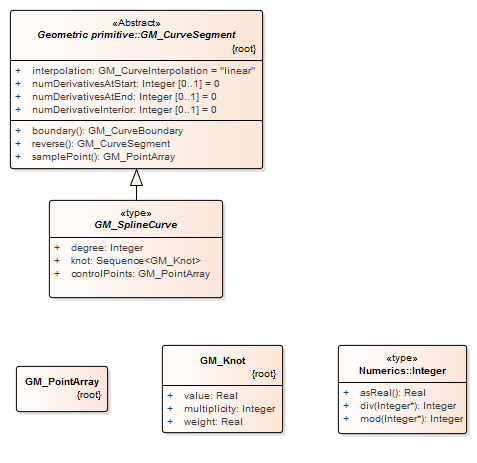 «Abstract»
Geometric primitive::GM_CurveSegment
{root}
+ interpolation: GM_CurveInterpolation = "linear"
+ numDerivativesAtStart: Integer [0..1] = 0
+ numDerivativesAtEnd: Integer [0..1] = 0
+ numDerivativeInterior: Integer [0..1] = 0
+ boundary(): GM_CurveBoundary
+ reverse(): GM_CurveSegment
+ samplePoint(): GM_PointArray
«type»
GM_SplineCurve
+ degree: Integer
+ knot: Sequence<GM_Knot>
+ controlPoints: GM_PointArray
GM_PointArray
{root}
GM_Knot
{root}
+ value: Real
+ multiplicity: Integer
+ weight: Real
«type»
Numerics::Integer
+ asReal(): Real
+ div(Integer*): Integer
+ mod(Integer*): Integer